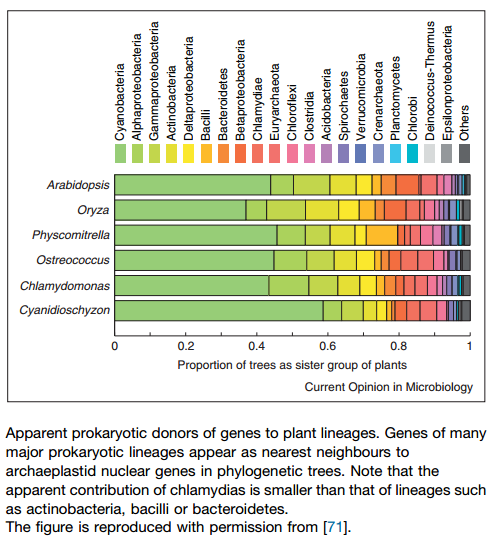 Cyanobacteria
Alphaproteobacteria
Gammaproteobacteria
Actinobacteria
Deltaproteobacteria
Bacilli
Bacteroidetes
Betaproteobacteria
Chlamydiae
Euryarchaeota
Chloroflexi
Clostridia
Acidobacteria
Spirochaetes
Verrucomicrobia
Crenarchaeota
Planctomycetes
Chlorobi
Deinococcus-Thermus
Epsilonproteobacteria
Others
Arabidopsis
Oryza
Physcomitrella
Ostreococcus
Chlamydomonas
Cyanidioschyzon
0 0.2 0.4 0.6 0.8 1
Proportion of trees as sister group of plants
Current Opinion in Microbiology
Apparent prokaryotic donors of genes to plant lineages. Genes of many
major prokaryotic lineages appear as nearest neighbours to
archaeplastid nuclear genes in phylogenetic trees. Note that the
apparent contribution of chlamydias is smaller than that of lineages such
as actinobacteria, bacilli or bacteroidetes.
The figure is reproduced with permission from [71].